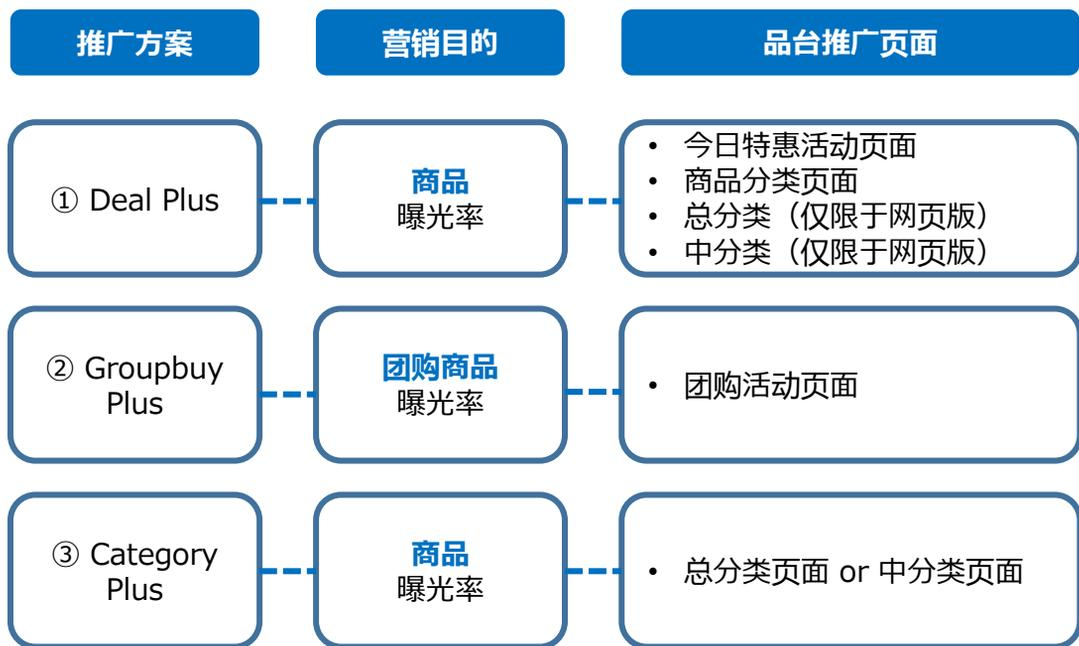 推广方案
营销目的
品台推广页面
① Deal Plus
商品
曝光率
• 今日特惠活动页面
• 商品分类页面
• 总分类（仅限于网页版）
• 中分类（仅限于网页版）
② Groupbuy
Plus
团购商品
曝光率
• 团购活动页面
③ Category
Plus
商品
曝光率
• 总分类页面 or 中分类页面